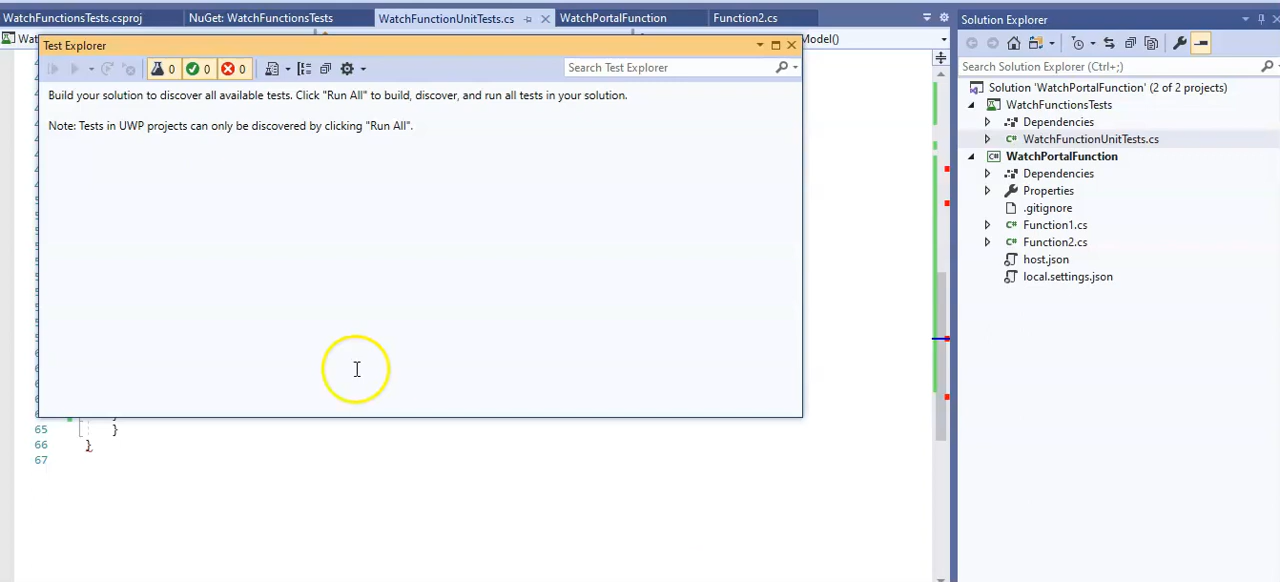 WatchFunctionsTests.csproj
NuGet: WatchFunctionsTests
WatchFunctionUnitTests.cs
WatchPortalFunction
Function2.cs
Solution Explorer
Wat
Model()
Test Explorer
0 0 0
Search Test Explorer
Search Solution Explorer (Ctrl+;)
Build your solution to discover all available tests. Click "Run All" to build, discover, and run all tests in your solution.
Note: Tests in UWP projects can only be discovered by clicking "Run All".
Solution 'WatchPortalFunction' (2 of 2 projects)
WatchFunctionsTests
Dependencies
C# WatchFunctionUnitTests.cs
C# WatchPortalFunction
Dependencies
Properties
.gitignore
C# Function1.cs
C# Function2.cs
host.json
local.settings.json
65 }
66 }
67